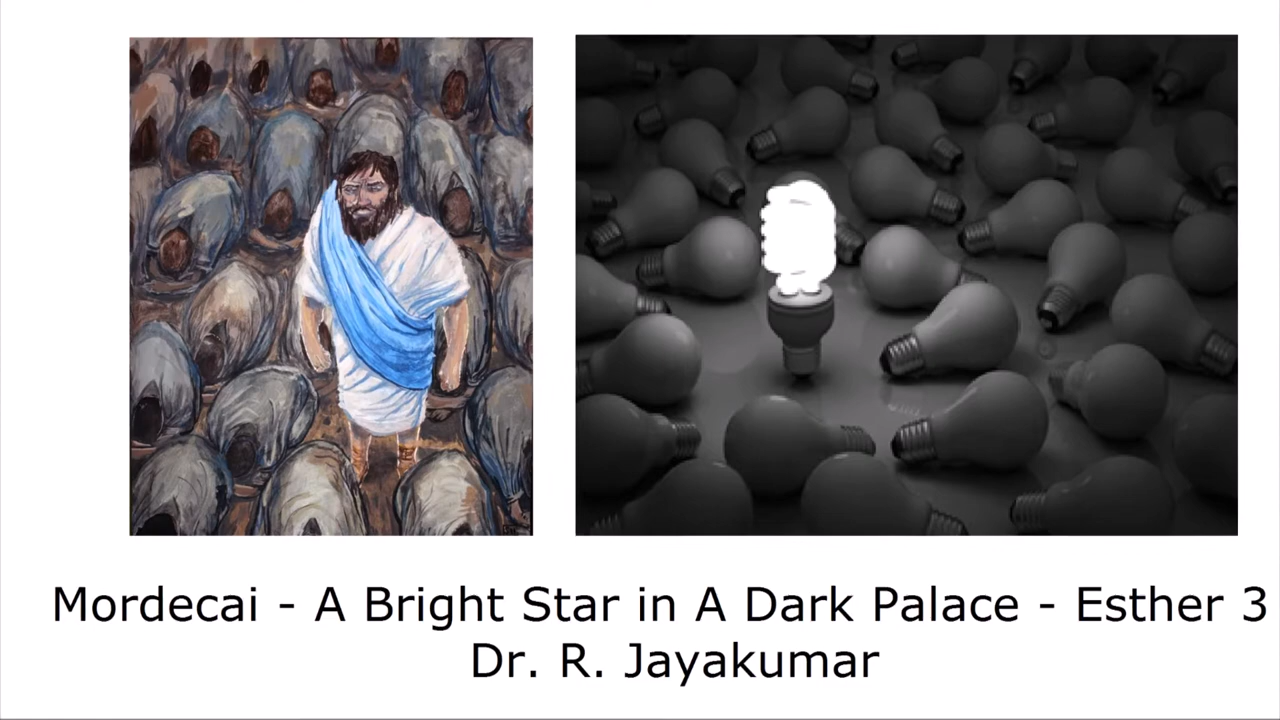 Mordecai - A Bright Star in A Dark Palace - Esther 3
Dr. R. Jayakumar